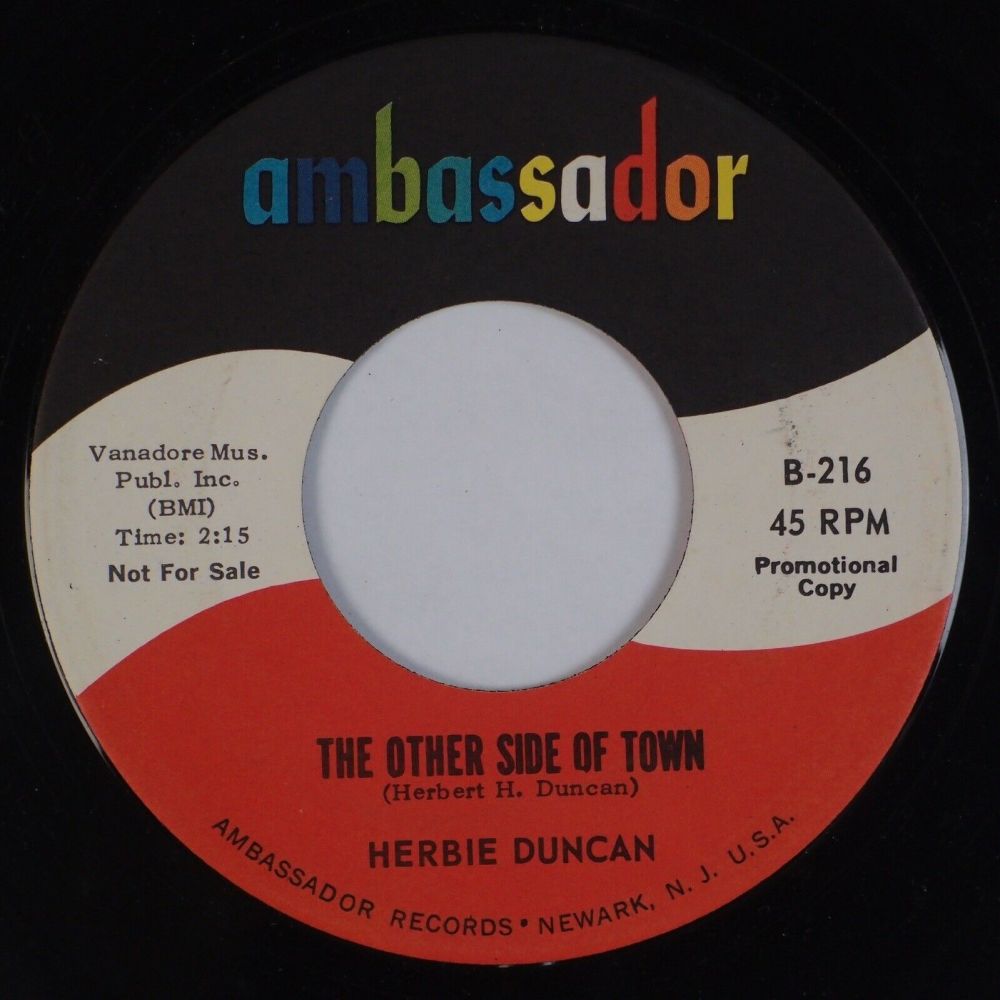 ambassador
Vanadore Mus.
Publ. Inc.
(BMI)
Time: 2:15
Not For Sale
B-216
45 RPM
Promotional
Copy
THE OTHER SIDE OF TOWN
(Herbert H. Duncan)
HERBIE DUNCAN
AMBASSADOR RECORDS • NEWARK, N. J. U.S.A.